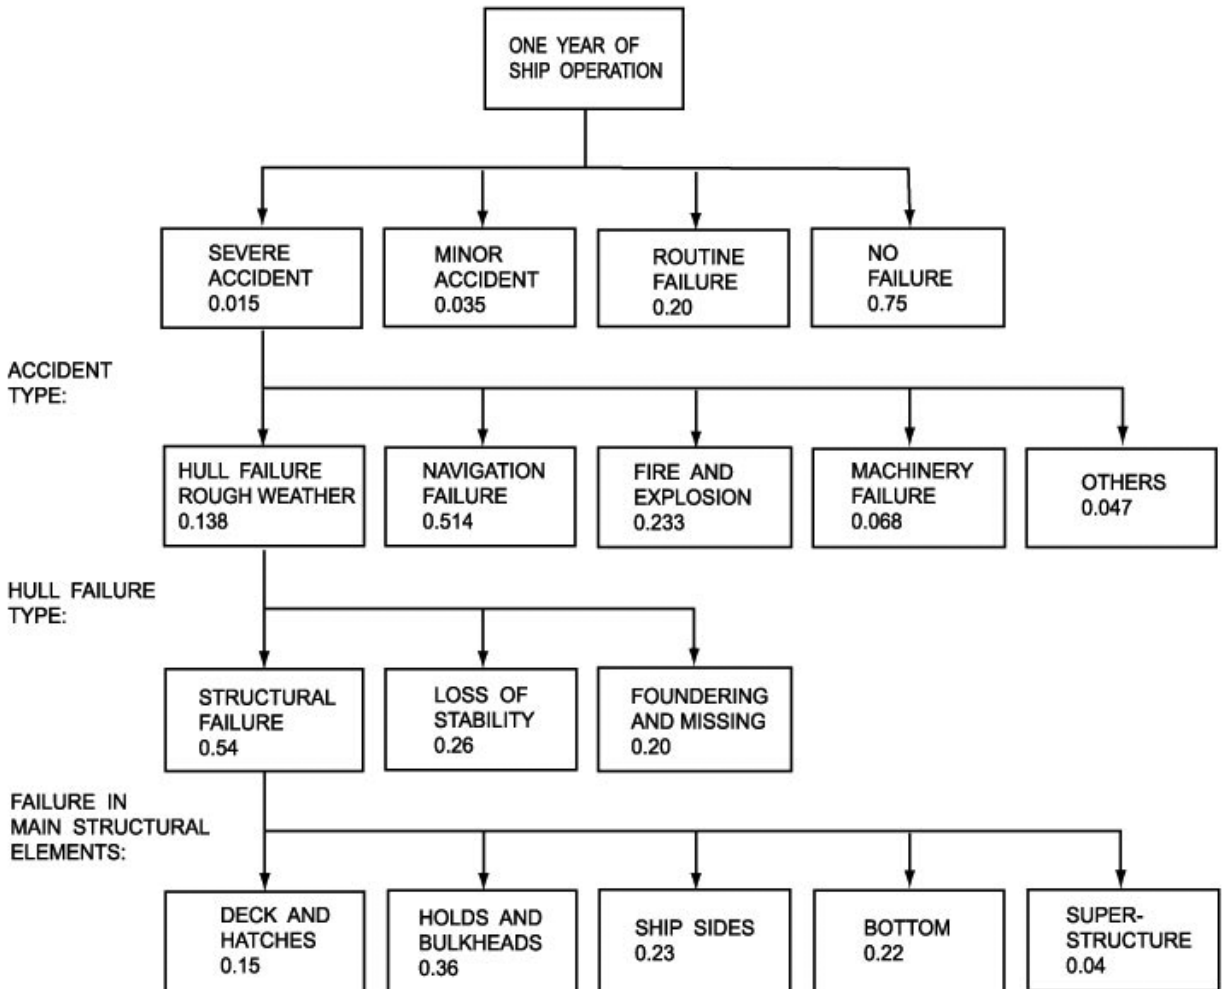 ONE YEAR OF
SHIP OPERATION
SEVERE
ACCIDENT
0.015
MINOR
ACCIDENT
0.035
ROUTINE
FAILURE
0.20
NO
FAILURE
0.75
ACCIDENT
TYPE:
HULL FAILURE
ROUGH WEATHER
0.138
NAVIGATION
FAILURE
0.514
FIRE AND
EXPLOSION
0.233
MACHINERY
FAILURE
0.068
OTHERS
0.047
HULL FAILURE
TYPE:
STRUCTURAL
FAILURE
0.54
LOSS OF
STABILITY
0.26
FOUNDERING
AND MISSING
0.20
FAILURE IN
MAIN STRUCTURAL
ELEMENTS:
DECK AND
HATCHES
0.15
HOLDS AND
BULKHEADS
0.36
SHIP SIDES
0.23
BOTTOM
0.22
SUPER-
STRUCTURE
0.04